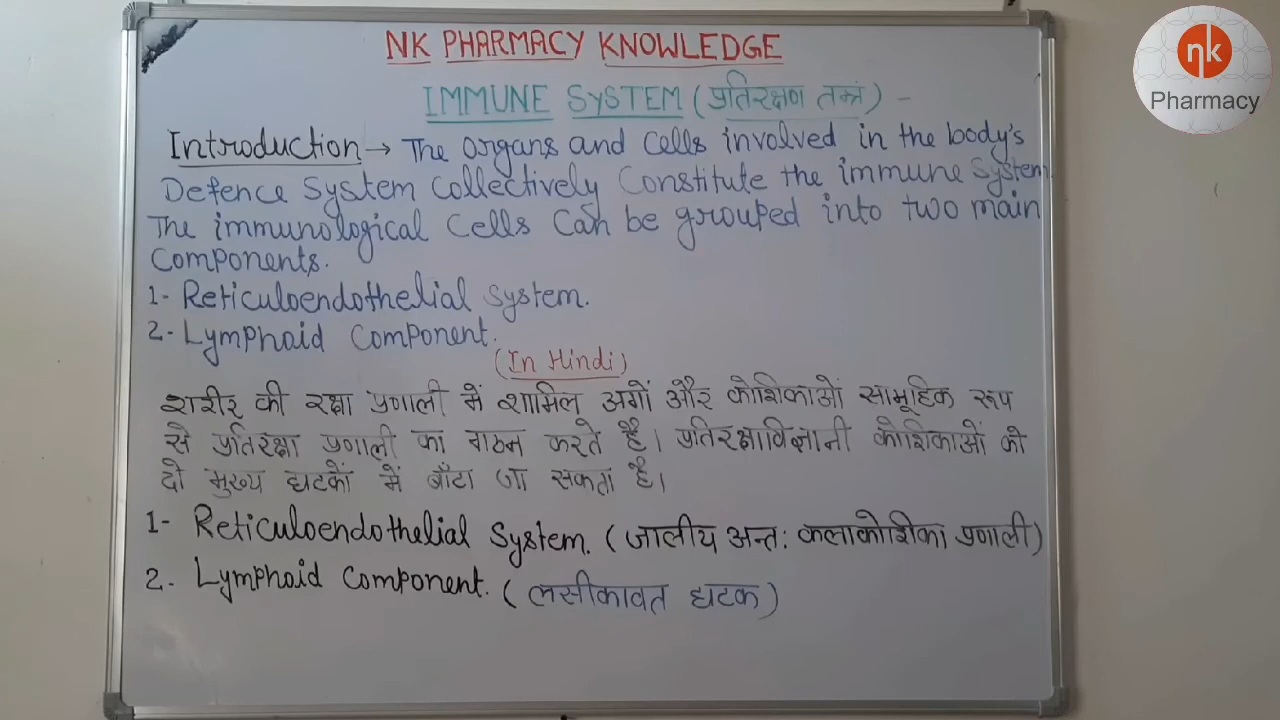 NK PHARMACY KNOWLEDGE
nk
Pharmacy
IMMUNE SYSTEM (प्रतिरक्षण तन्त्रं) -
Introduction → The organs and cells involved in the body's
Defence System Collectively Constitute the immune System.
The immunological Cells Can be grouped into two main
Components.
1- Reticuloendothelial System.
2- Lymphoid Component.
(In Hindi)
शरीर की रक्षा प्रणाली में शामिल अगों और कोशिकाओं सामूहिक रूप
से प्रतिरक्षा प्रणाली का गठन करते हैं। प्रतिरक्षाविज्ञानी कोशिकाओं को
दो मुख्य घटकों में बाँटा जा सकता है।
1- Reticuloendothelial System. (जालीय अन्त: कलाकोशिका प्रणाली)
2. Lymphoid Component. (लसीकावत घटक)